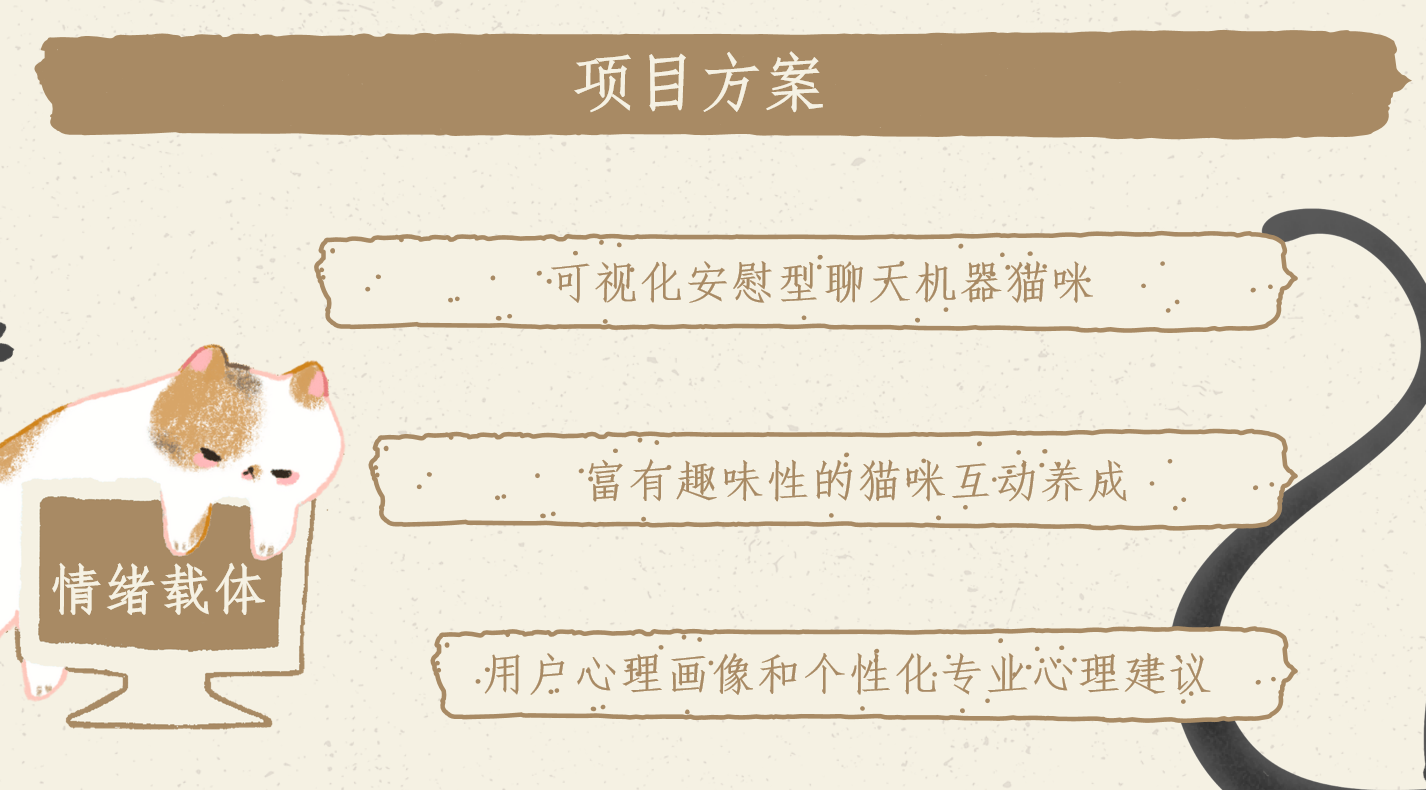 项目方案
可视化安慰型聊天机器猫咪
富有趣味性的猫咪互动养成
情绪载体
用户心理画像和个性化专业心理建议